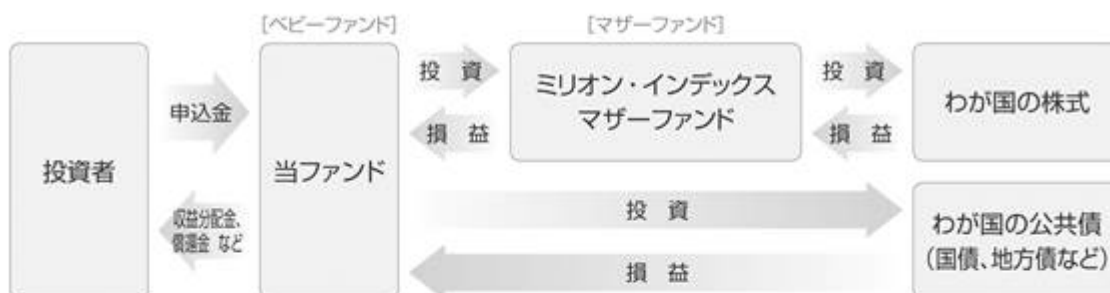 [ベビーファンド]
[マザーファンド]
投資者
申込金
収益分配金、
償還金 など
当ファンド
投 資
損 益
ミリオン・インデックス
マザーファンド
投 資
損 益
わが国の株式
投 資
損 益
わが国の公共債
(国債、地方債など)